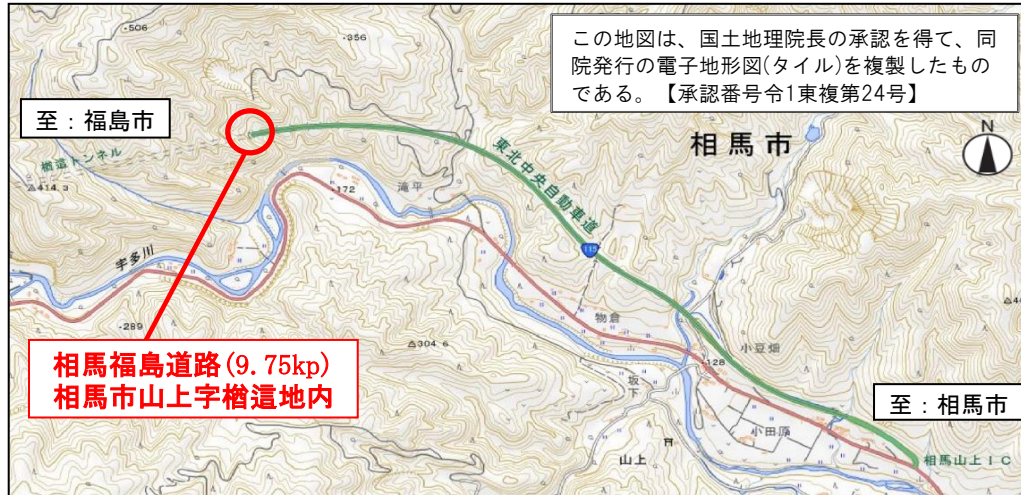 この地図は、国土地理院長の承認を得て、同
院発行の電子地形図(タイル)を複製したもの
である。【承認番号令1東複第24号】
・506
・356
至：福島市
相馬市
N
楢這トンネル
東北中央自動車道
△414.3
・172
滝平
115
宇多川
・289
物倉
△304.6
小豆畑
・128
相馬福島道路(9.75kp)
相馬市山上字楢這地内
坂下
至：相馬市
小田原
山上
相馬山上IC